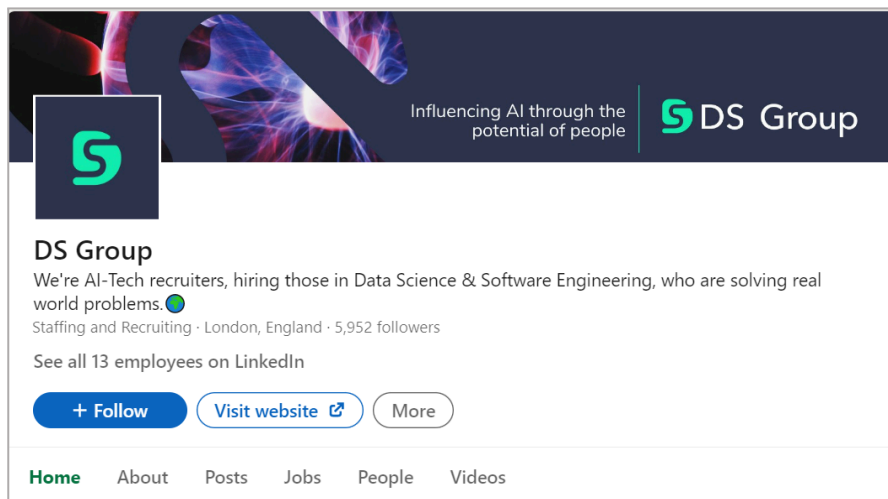 Influencing AI through the
potential of people
DS Group
DS Group
We're AI-Tech recruiters, hiring those in Data Science & Software Engineering, who are solving real
world problems.🌍
Staffing and Recruiting · London, England · 5,952 followers
See all 13 employees on LinkedIn
+ Follow
Visit website
More
Home About Posts Jobs People Videos